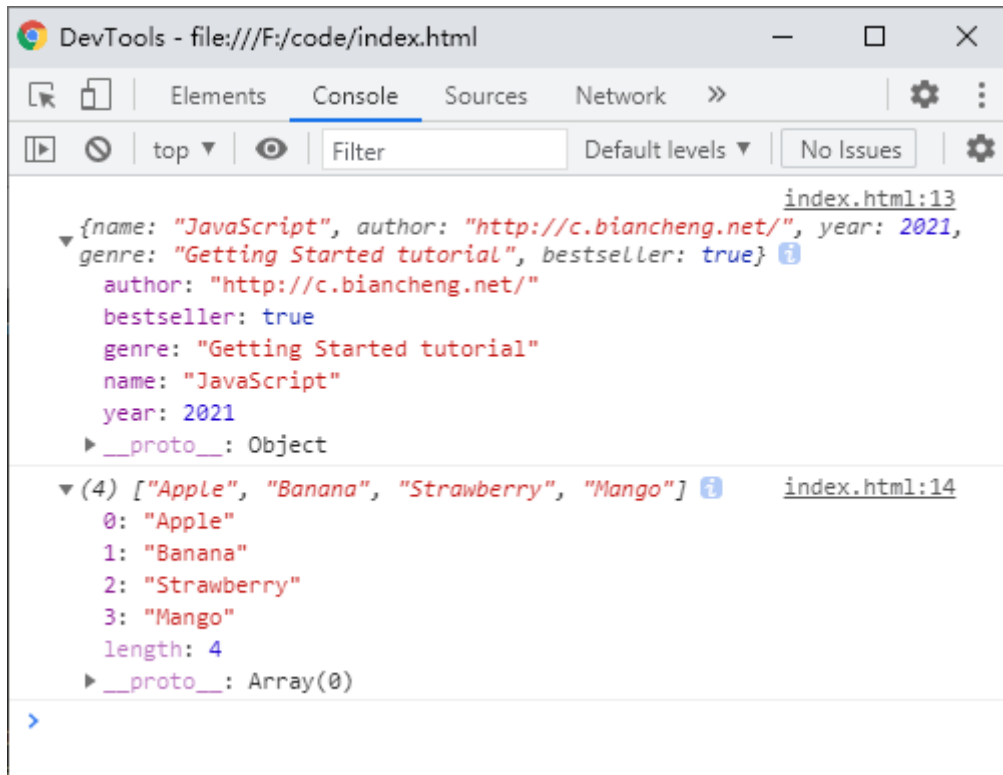 DevTools - file:///F:/code/index.html
Elements Console Sources Network »
top ▼ Filter Default levels ▼ No Issues
index.html:13
▼ {name: "JavaScript", author: "http://c.biancheng.net/", year: 2021,
genre: "Getting Started tutorial", bestseller: true} i
author: "http://c.biancheng.net/"
bestseller: true
genre: "Getting Started tutorial"
name: "JavaScript"
year: 2021
▶ __proto__: Object
▼ (4) ["Apple", "Banana", "Strawberry", "Mango"] i index.html:14
0: "Apple"
1: "Banana"
2: "Strawberry"
3: "Mango"
length: 4
▶ __proto__: Array(0)
>